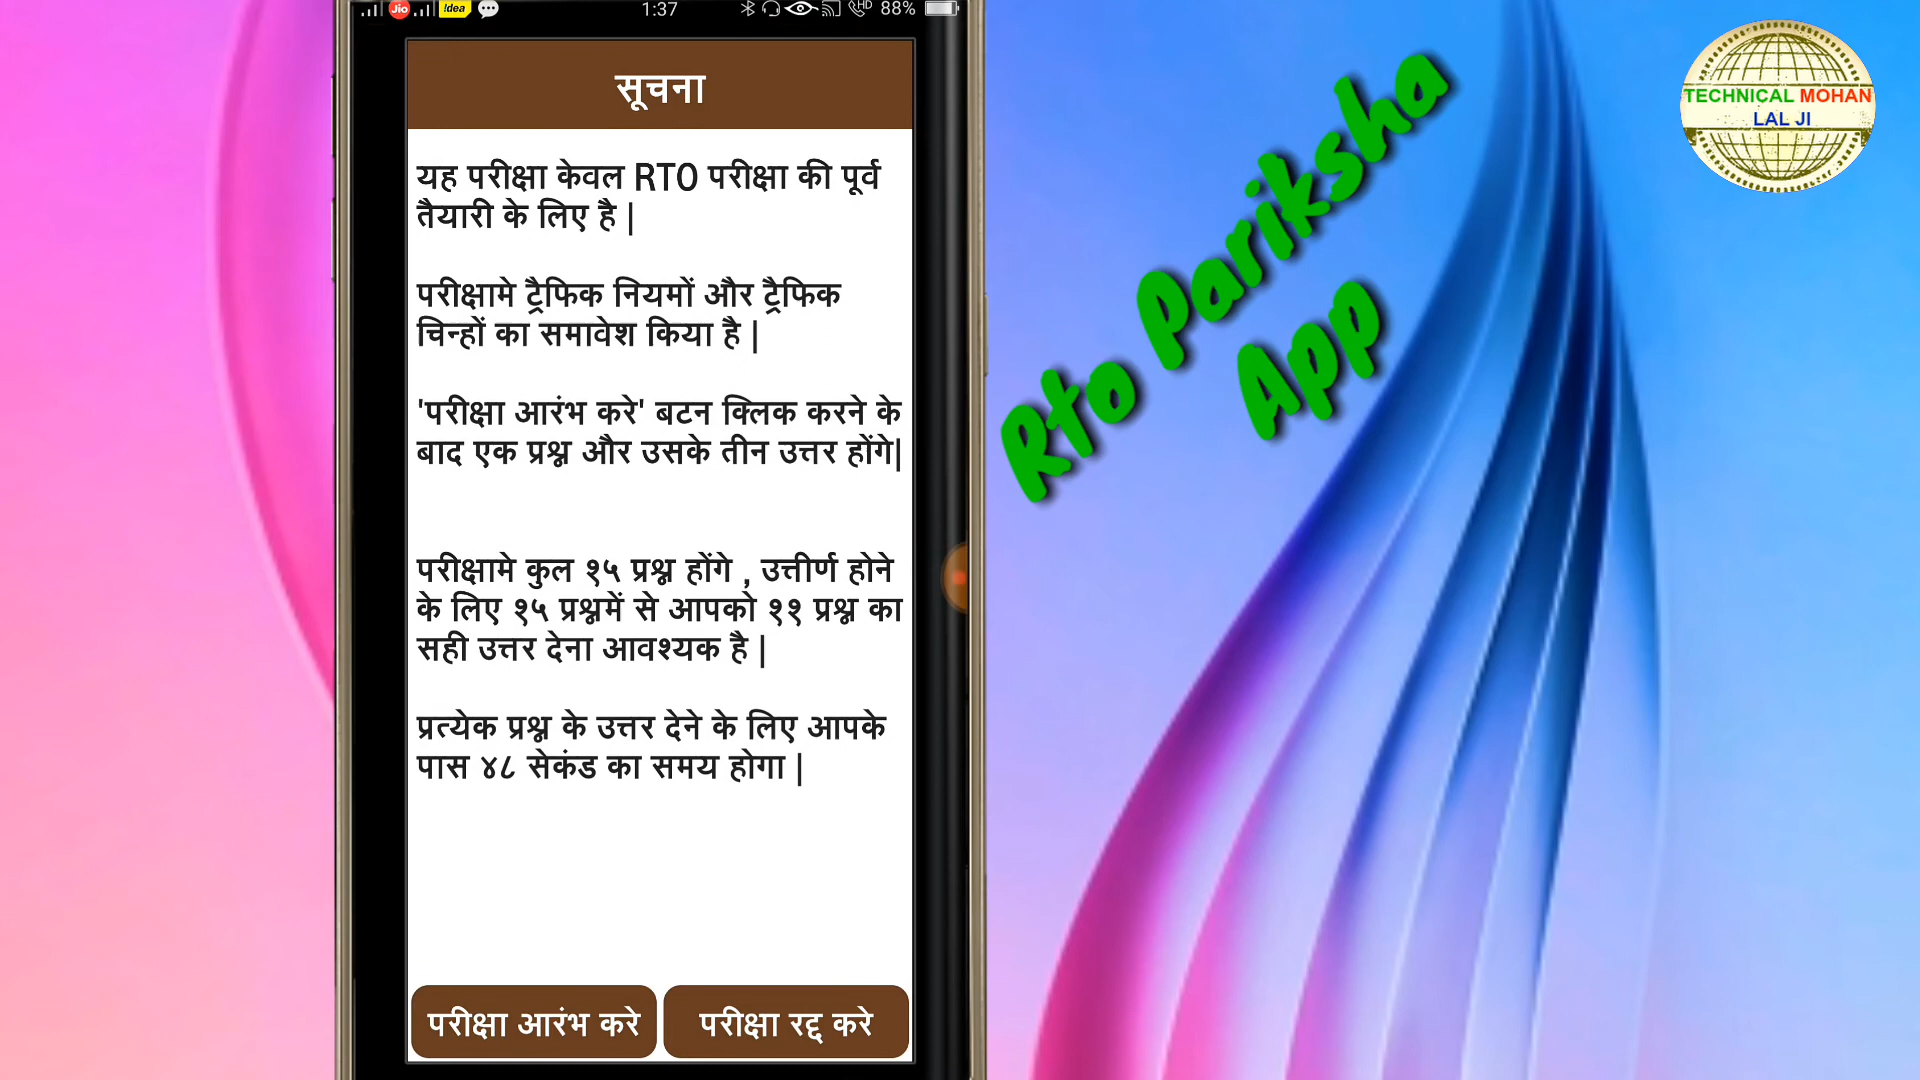 Jio !dea 1:37 HD 88%
सूचना
यह परीक्षा केवल RTO परीक्षा की पूर्व
तैयारी के लिए है |
परीक्षामे ट्रैफिक नियमों और ट्रैफिक
चिन्हों का समावेश किया है |
'परीक्षा आरंभ करे' बटन क्लिक करने के
बाद एक प्रश्न और उसके तीन उत्तर होंगे|
परीक्षामे कुल १५ प्रश्न होंगे , उत्तीर्ण होने
के लिए १५ प्रश्नमें से आपको ११ प्रश्न का
सही उत्तर देना आवश्यक है |
प्रत्येक प्रश्न के उत्तर देने के लिए आपके
पास ४८ सेकंड का समय होगा |
परीक्षा आरंभ करे
परीक्षा रद्द करे
Rto Pariksha
App
TECHNICAL MOHAN
LAL JI